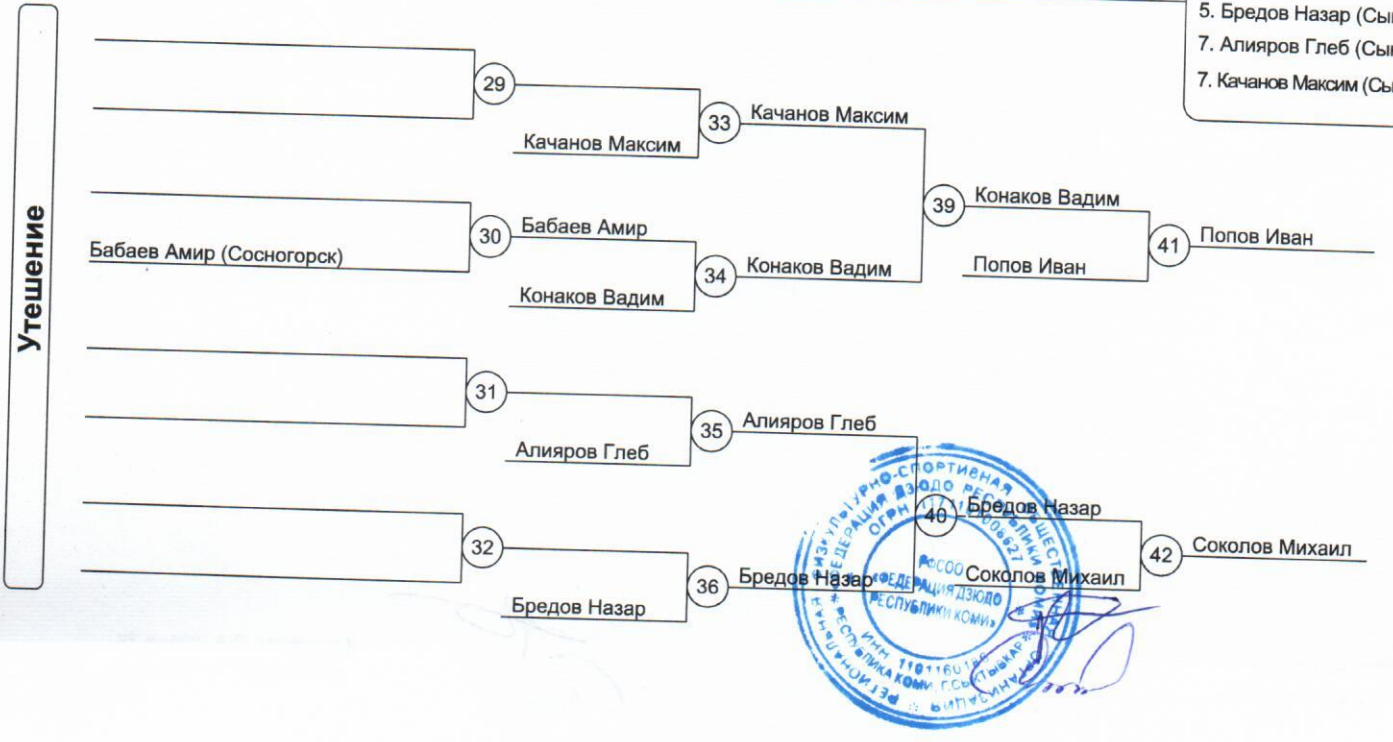 5. Бредов Назар (Сык
7. Алияров Глеб (Сык
7. Качанов Максим (Сы
Утешение
29
Качанов Максим
33
Качанов Максим
Бабаев Амир (Сосногорск)
30
Бабаев Амир
Конаков Вадим
34
Конаков Вадим
39
Конаков Вадим
Попов Иван
41
Попов Иван
31
Алияров Глеб
35
Алияров Глеб
32
Бредов Назар
36
Бредов Назар
40
Бредов Назар
Соколов Михаил
42
Соколов Михаил
РФСОО
«ФЕДЕРАЦИЯ ДЗЮДО
РЕСПУБЛИКИ КОМИ»